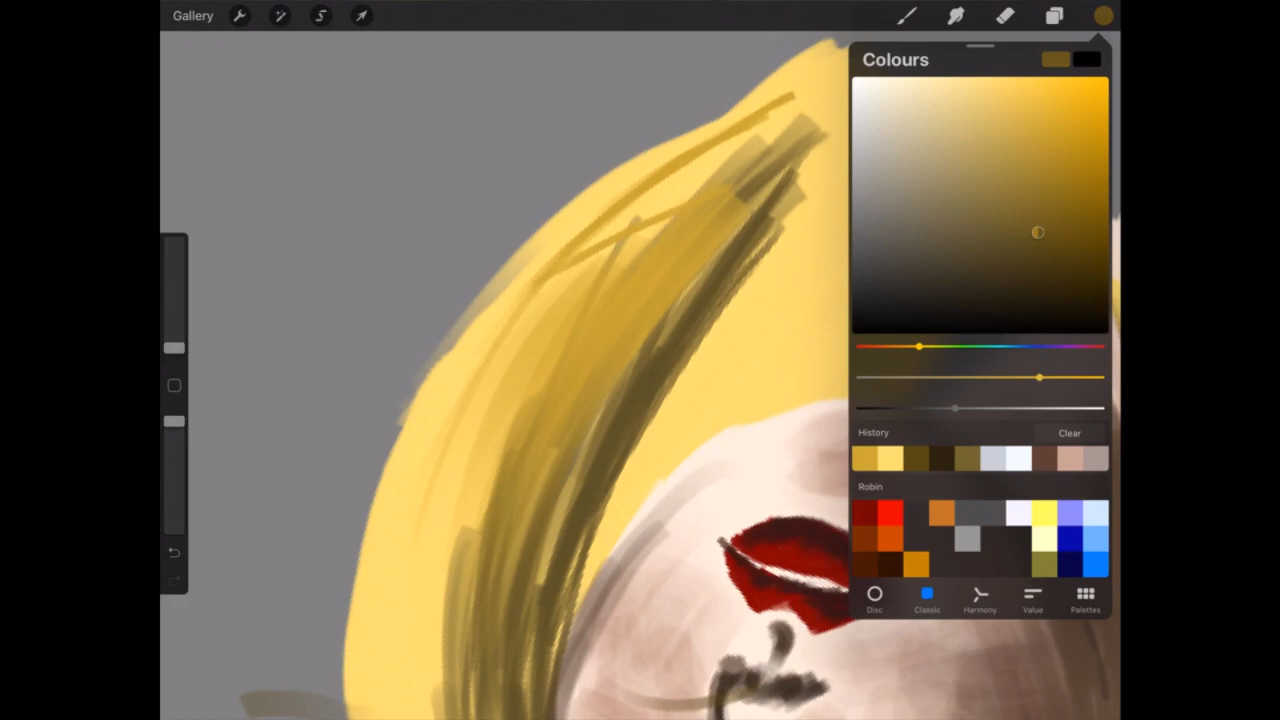 Gallery
Colours
History
Clear
Robin
Disc
Classic
Harmony
Value
Palettes